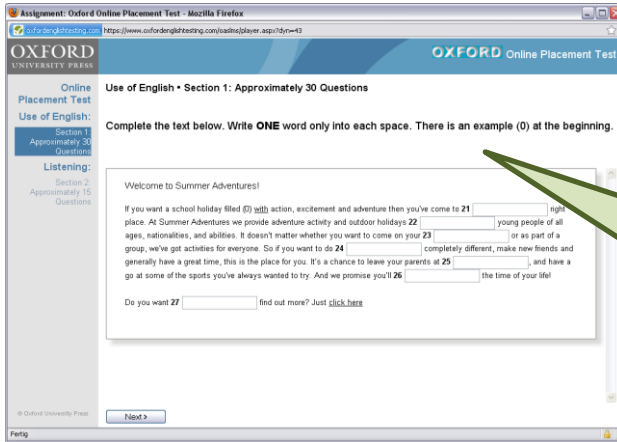 Assignment: Oxford Online Placement Test - Mozilla Firefox
oxfordenglishtesting.com https://www.oxfordenglishtesting.com/oaslms/player.aspx?dyn=43
OXFORD
UNIVERSITY PRESS
OXFORD Online Placement Test
Online
Placement Test
Use of English:
Section 1:
Approximately 30
Questions
Listening:
Section 2:
Approximately 15
Questions
© Oxford University Press
Use of English • Section 1: Approximately 30 Questions
Complete the text below. Write ONE word only into each space. There is an example (0) at the beginning.
Welcome to Summer Adventures!
If you want a school holiday filled (0) with action, excitement and adventure then you've come to 21 right
place. At Summer Adventures we provide adventure activity and outdoor holidays 22 young people of all
ages, nationalities, and abilities. It doesn't matter whether you want to come on your 23 or as part of a
group, we've got activities for everyone. So if you want to do 24 completely different, make new friends and
generally have a great time, this is the place for you. It's a chance to leave your parents at 25 , and have a
go at some of the sports you've always wanted to try. And we promise you'll 26 the time of your life!
Do you want 27 find out more? Just click here
Next >
Fertig